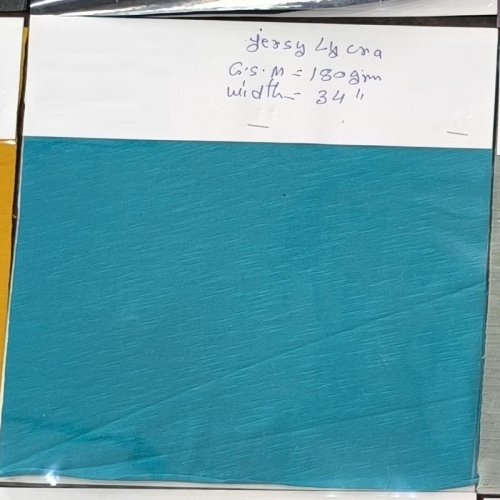 jersy Lycra
G.S.M = 180gm
width- 34"